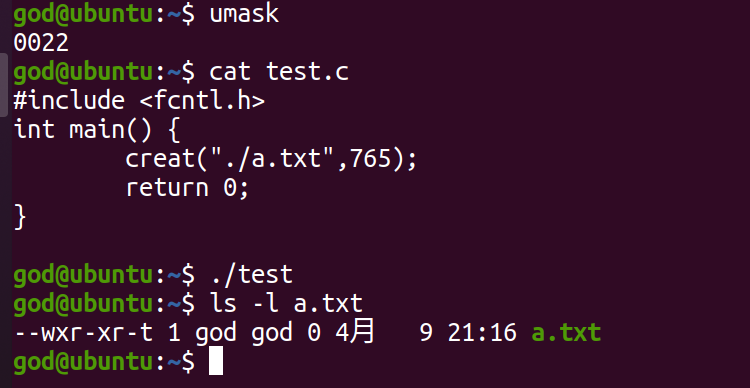 god@ubuntu:~$ umask
0022
god@ubuntu:~$ cat test.c
#include <fcntl.h>
int main() {
        creat("./a.txt",765);
        return 0;
}

god@ubuntu:~$ ./test
god@ubuntu:~$ ls -l a.txt
--wxr-xr-t 1 god god 0 4月   9 21:16 a.txt
god@ubuntu:~$